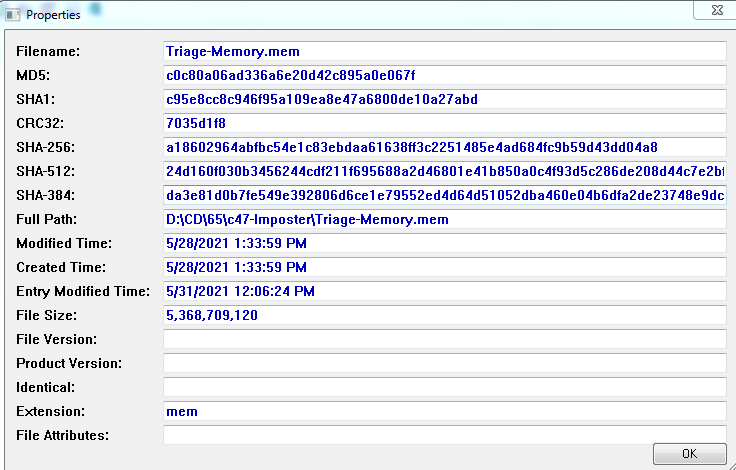 Properties
Filename: Triage-Memory.mem
MD5: c0c80a06ad336a6e20d42c895a0e067f
SHA1: c95e8cc8c946f95a109ea8e47a6800de10a27abd
CRC32: 7035d1f8
SHA-256: a18602964abfbc54e1c83ebdaa61638ff3c2251485e4ad684fc9b59d43dd04a8
SHA-512: 24d160f030b3456244cdf211f695688a2d46801e41b850a0c4f93d5c286de208d44c7e2bf
SHA-384: da3e81d0b7fe549e392806d6ce1e79552ed4d64d51052dba460e04b6dfa2de23748e9dc
Full Path: D:\CD\65\c47-Imposter\Triage-Memory.mem
Modified Time: 5/28/2021 1:33:59 PM
Created Time: 5/28/2021 1:33:59 PM
Entry Modified Time: 5/31/2021 12:06:24 PM
File Size: 5,368,709,120
File Version:
Product Version:
Identical:
Extension: mem
File Attributes:
OK